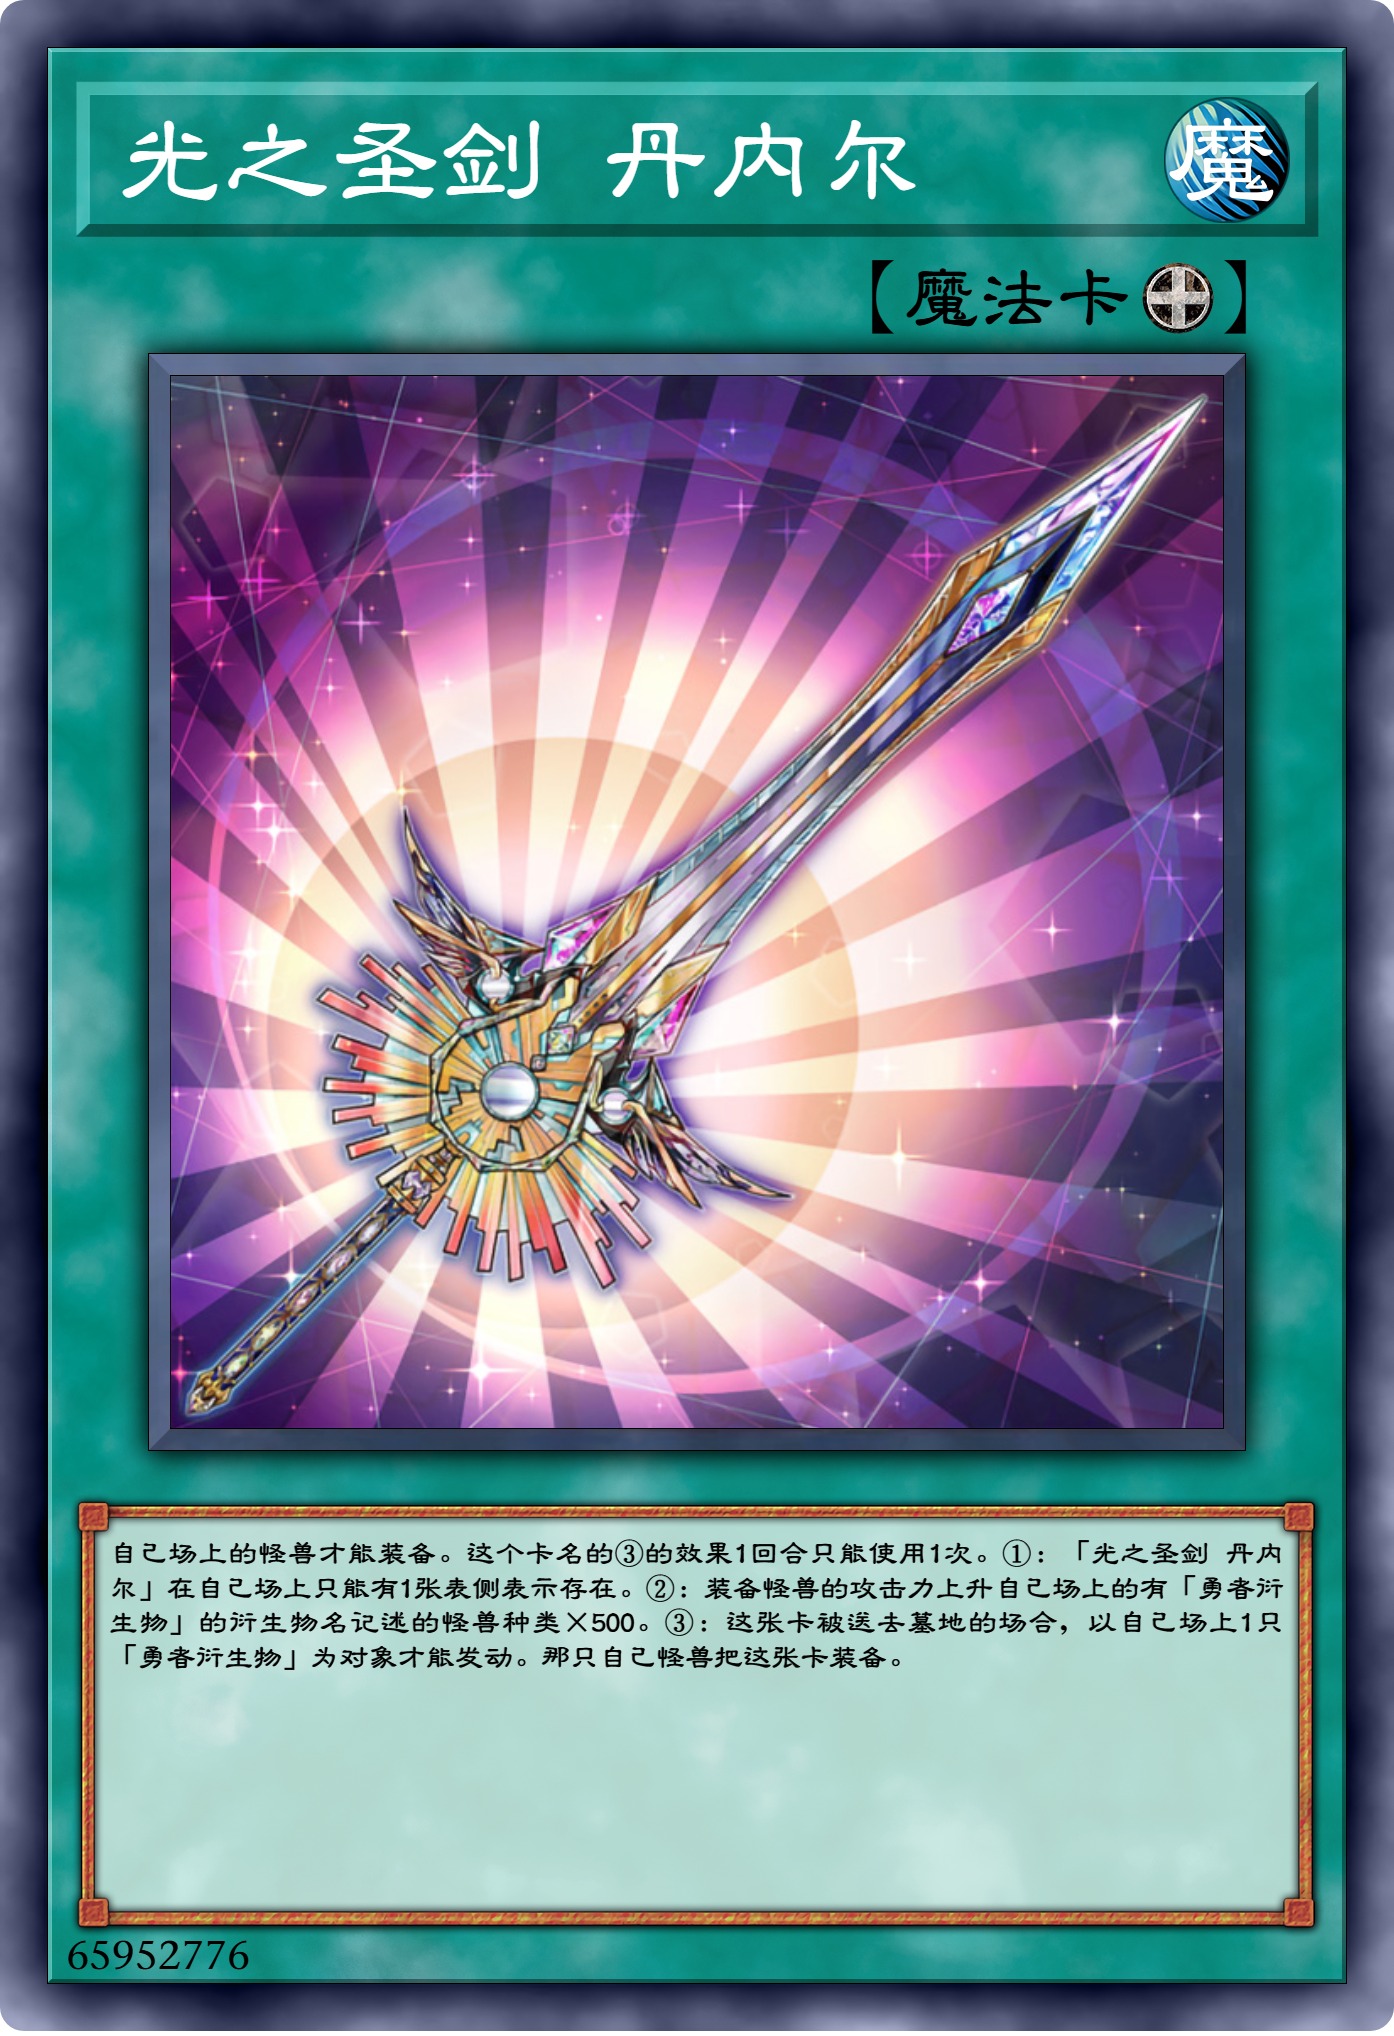 光之圣剑 丹内尔
魔
【魔法卡】
自己场上的怪兽才能装备。这个卡名的③的效果1回合只能使用1次。①：「光之圣剑 丹内
尔」在自己场上只能有1张表侧表示存在。②：装备怪兽的攻击力上升自己场上的有「勇者衍
生物」的衍生物名记述的怪兽种类×500。③：这张卡被送去墓地的场合，以自己场上1只
「勇者衍生物」为对象才能发动。那只自己怪兽把这张卡装备。
65952776